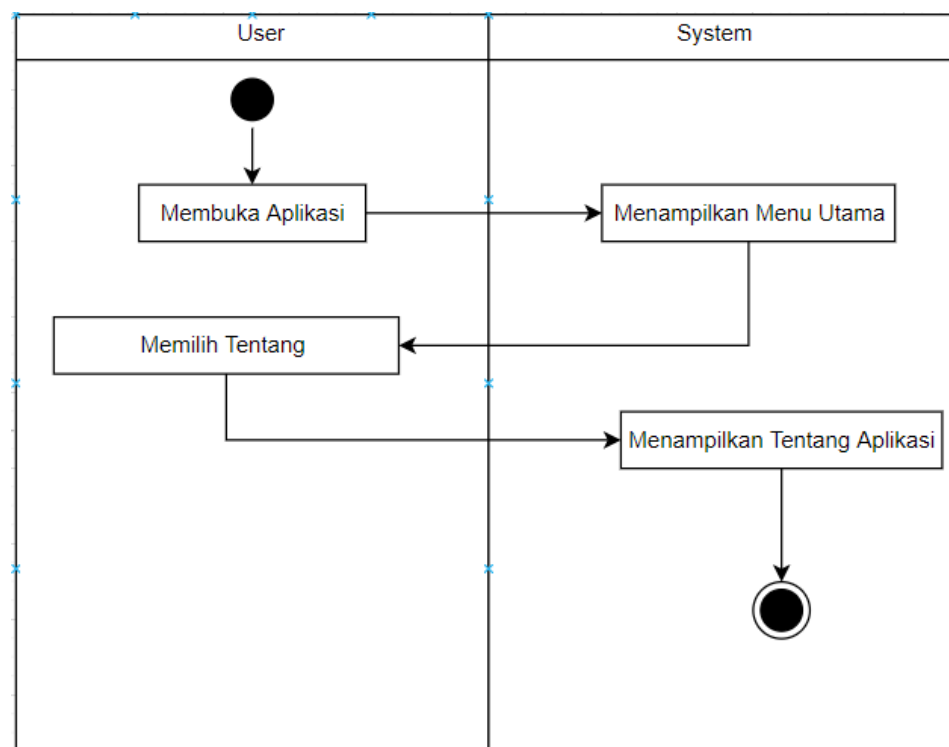 User
System
Membuka Aplikasi
Menampilkan Menu Utama
Memilih Tentang
Menampilkan Tentang Aplikasi